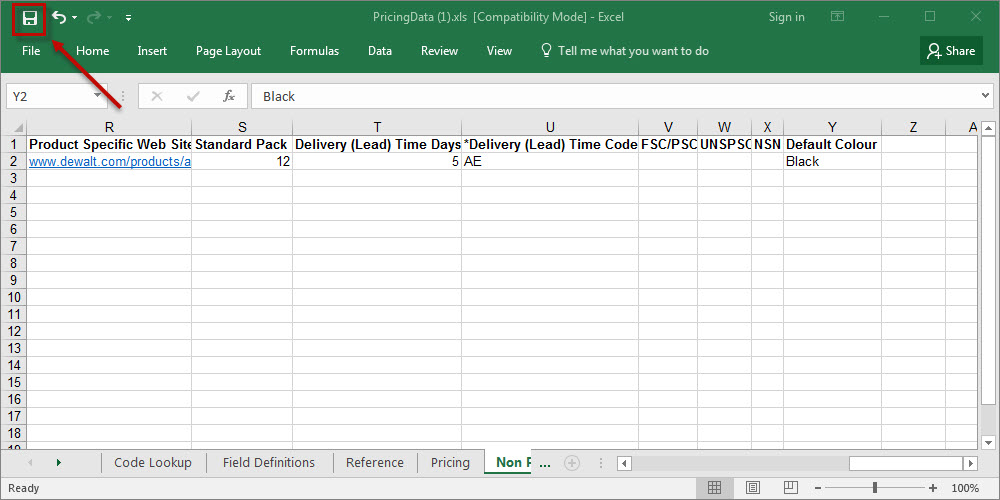 PricingData (1).xls [Compatibility Mode] - Excel Sign in
File Home Insert Page Layout Formulas Data Review View Tell me what you want to do Share
Y2 fx Black
R S T U V W X Y Z A
1 Product Specific Web Site Standard Pack Delivery (Lead) Time Days *Delivery (Lead) Time Code FSC/PSC UNSPSC NSN Default Colour
2 www.dewalt.com/products/a 12 5 AE Black
3
4
5
6
7
8
9
10
11
12
13
14
15
16
17
18
19
Code Lookup Field Definitions Reference Pricing Non P ...
Ready 100%